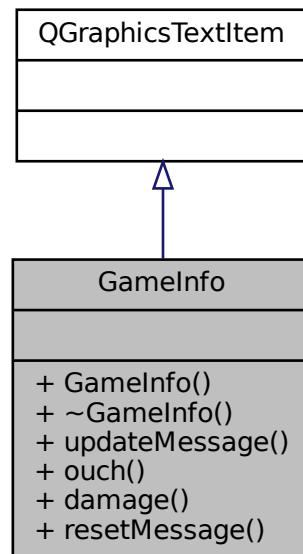 QGraphicsTextItem
GameInfo
+ GameInfo()
+ ~GameInfo()
+ updateMessage()
+ ouch()
+ damage()
+ resetMessage()